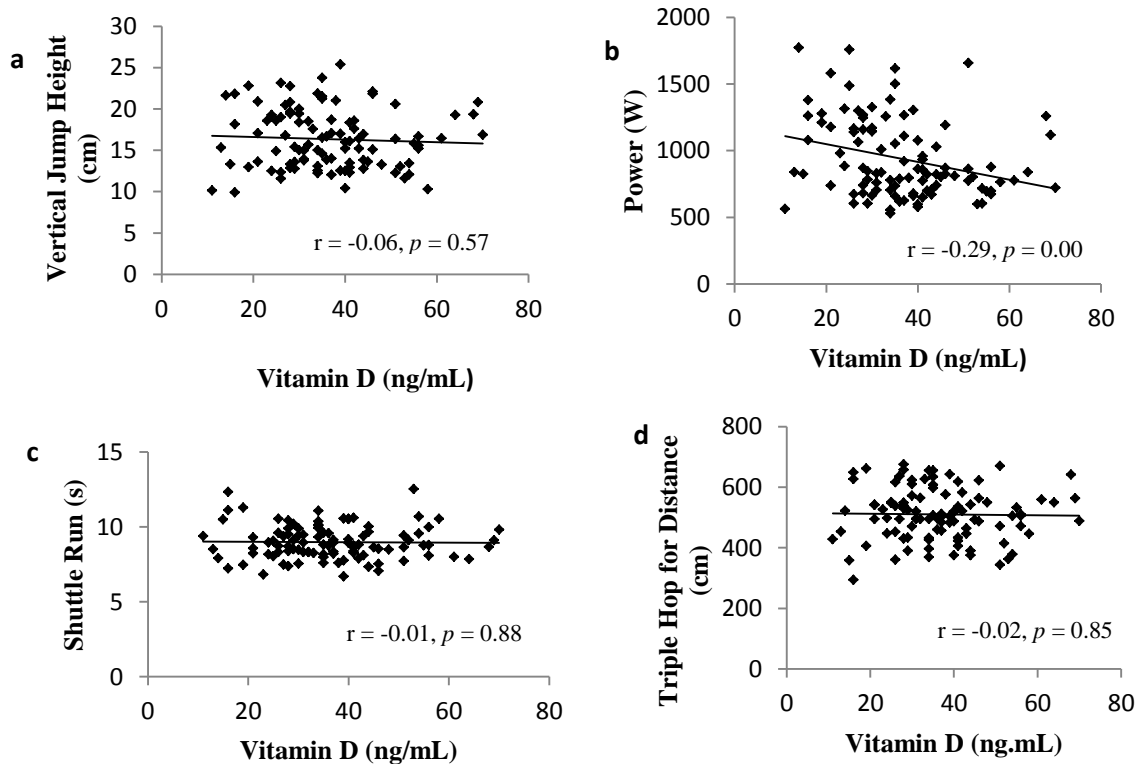 a
Vertical Jump Height
(cm)
30
25
20
15
10
5
0
0 20 40 60 80
r = -0.06, p = 0.57
Vitamin D (ng/mL)
b
Power (W)
2000
1500
1000
500
0
0 20 40 60 80
r = -0.29, p = 0.00
Vitamin D (ng/mL)
c
Shuttle Run (s)
15
10
5
0
0 20 40 60 80
r = -0.01, p = 0.88
Vitamin D (ng/mL)
d
Triple Hop for Distance
(cm)
800
600
400
200
0
0 20 40 60 80
r = -0.02, p = 0.85
Vitamin D (ng.mL)